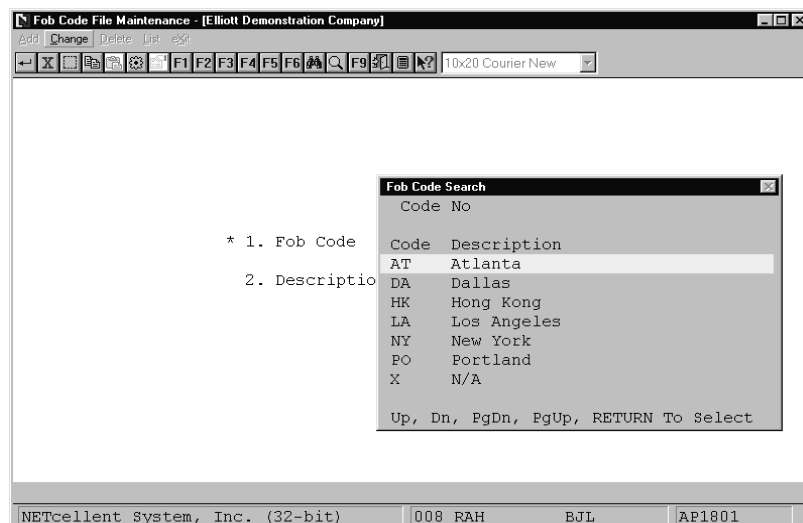 Fob Code File Maintenance - [Elliott Demonstration Company]
Add Change Delete List eXit
X F1 F2 F3 F4 F5 F6 F9 10x20 Courier New
Fob Code Search
Code No
* 1. Fob Code
2. Descriptio
Code Description
AT Atlanta
DA Dallas
HK Hong Kong
LA Los Angeles
NY New York
PO Portland
X N/A
Up, Dn, PgDn, PgUp, RETURN To Select
NETcellent System, Inc. (32-bit) 008 RAH BJL AP1801